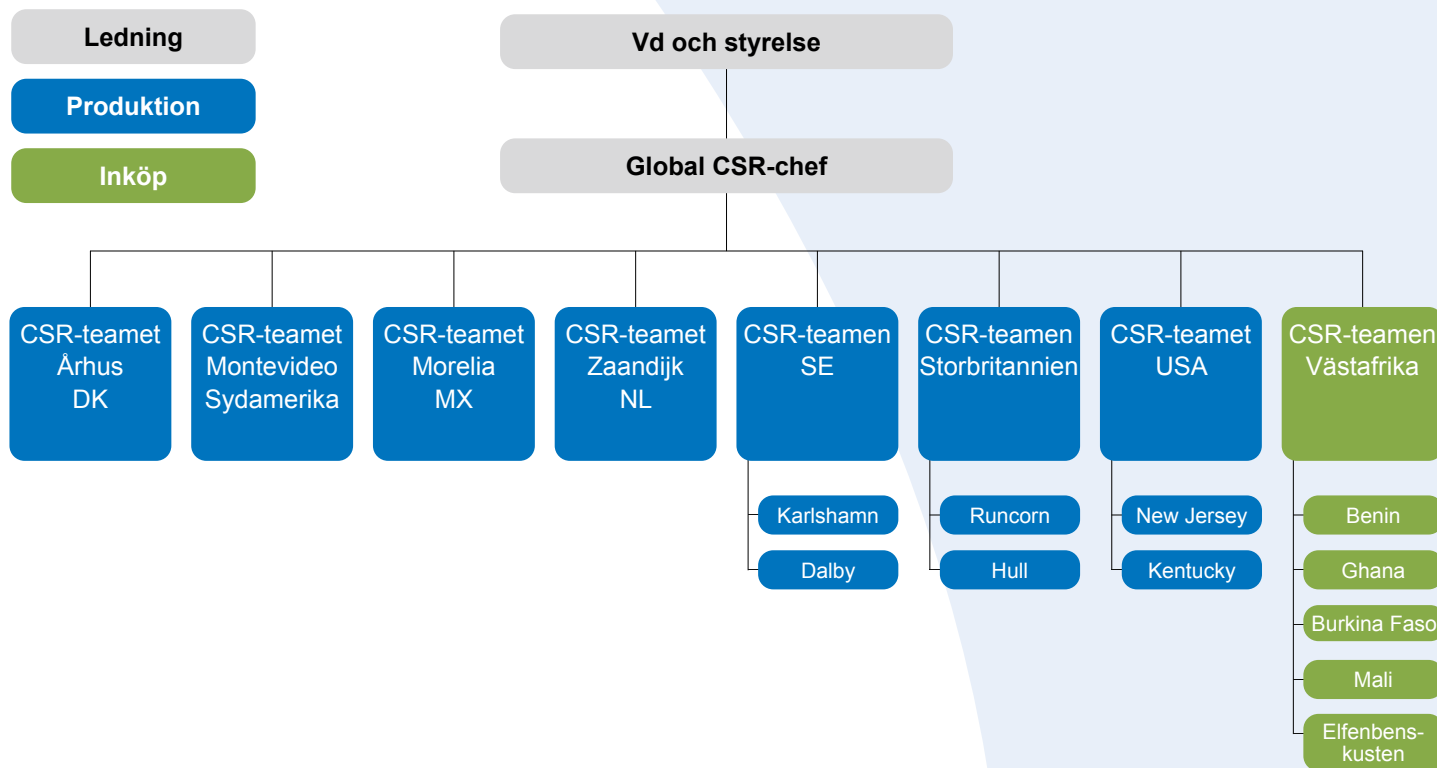 Ledning
Produktion
Inköp
Vd och styrelse
Global CSR-chef
CSR-teamet
Århus
DK
CSR-teamet
Montevideo
Sydamerika
CSR-teamet
Morelia
MX
CSR-teamet
Zaandijk
NL
CSR-teamen
SE
CSR-teamen
Storbritannien
CSR-teamet
USA
CSR-teamen
Västafrika
Karlshamn
Dalby
Runcorn
Hull
New Jersey
Kentucky
Benin
Ghana
Burkina Faso
Mali
Elfenbens-
kusten